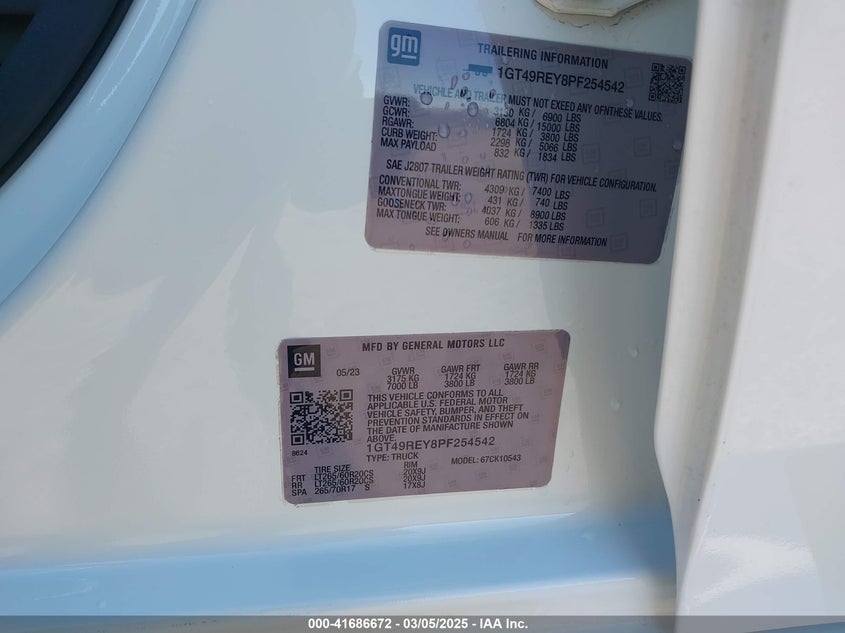 gm
TRAILERING INFORMATION
1GT49REY8PF254542
VEHICHLE AND TRAILER MUST NOT EXCEED ANY OFNTHESE VALUES.
GVWR: 3130 KG / 6900 LBS
GCWR: 6804 KG / 15000 LBS
RGAWR: 1724 KG / 3800 LBS
CURB WEIGHT: 2298 KG / 5066 LBS
MAX PAYLOAD 832 KG / 1834 LBS
SAE J2807 TRAILER WEIGHT RATING (TWR) FOR VEHICLE CONFIGURATION.
CONVENTIONAL TWR: 4309 KG / 7400 LBS
MAXTONGUE WEIGHT: 431 KG / 740 LBS
GOOSENECK TWR: 4037 KG / 8900 LBS
MAX TONGUE WEIGHT: 606 KG / 1335 LBS
SEE OWNERS MANUAL FOR MORE INFORMATION
GM
MFD BY GENERAL MOTORS LLC
05/23 GVWR GAWR FRT GAWR RR
3175 KG 1724 KG 1724 KG
7000 LB 3800 LB 3800 LB
THIS VEHICLE CONFORMS TO ALL
APPLICABLE U.S. FEDERAL MOTOR
VEHICLE SAFETY, BUMPER, AND THEFT
PREVENTION STANDARDS IN EFFECT ON
THE DATE OF MANUFACTURE SHOWN
ABOVE.
8624
1GT49REY8PF254542
TYPE: TRUCK MODEL: 67CK10543
TIRE SIZE RIM
FRT LT265/60R20CS 20X9J
RR LT265/60R20CS 20X9J
SPA 265/70R17 S 17X8J
000-41686672 - 03/05/2025 - IAA Inc.